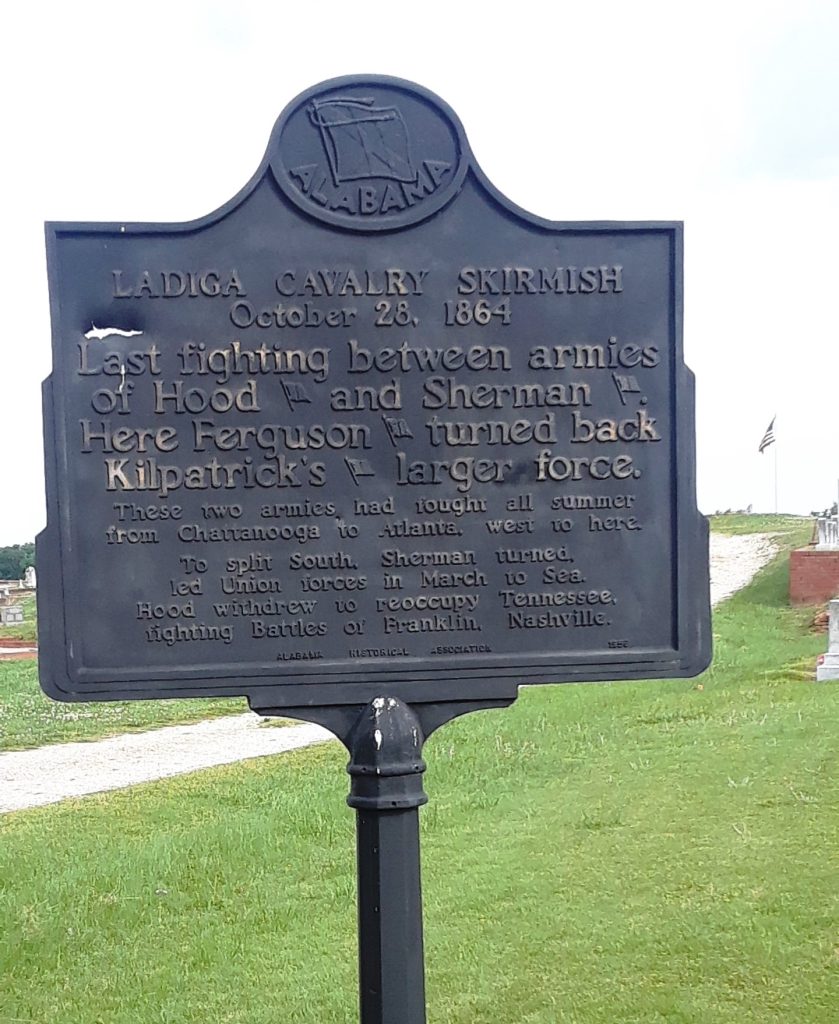 ALABAMA
LADIGA CAVALRY SKIRMISH
October 28, 1864
Last fighting between armies
of Hood and Sherman .
Here Ferguson turned back
Kilpatrick's larger force.
These two armies had fought all summer
from Chattanooga to Atlanta, west to here.
To split South, Sherman turned,
led Union forces in March to Sea.
Hood withdrew to reoccupy Tennessee,
fighting Battles of Franklin, Nashville.
ALABAMA HISTORICAL ASSOCIATION